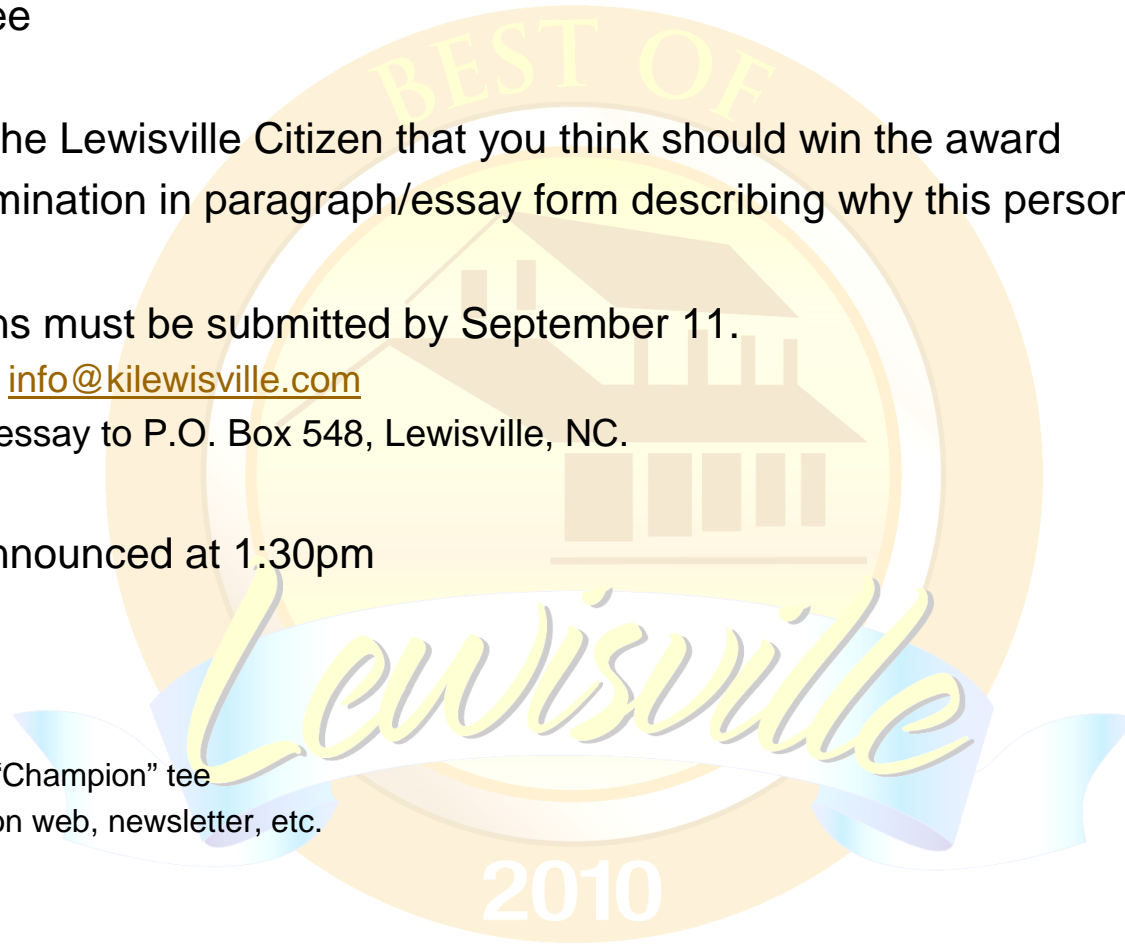 ee
BEST OF
he Lewisville Citizen that you think should win the award
mination in paragraph/essay form describing why this person
ns must be submitted by September 11.
info@kilewisville.com
essay to P.O. Box 548, Lewisville, NC.
nnounced at 1:30pm
Lewisville
“Champion” tee
on web, newsletter, etc.
2010